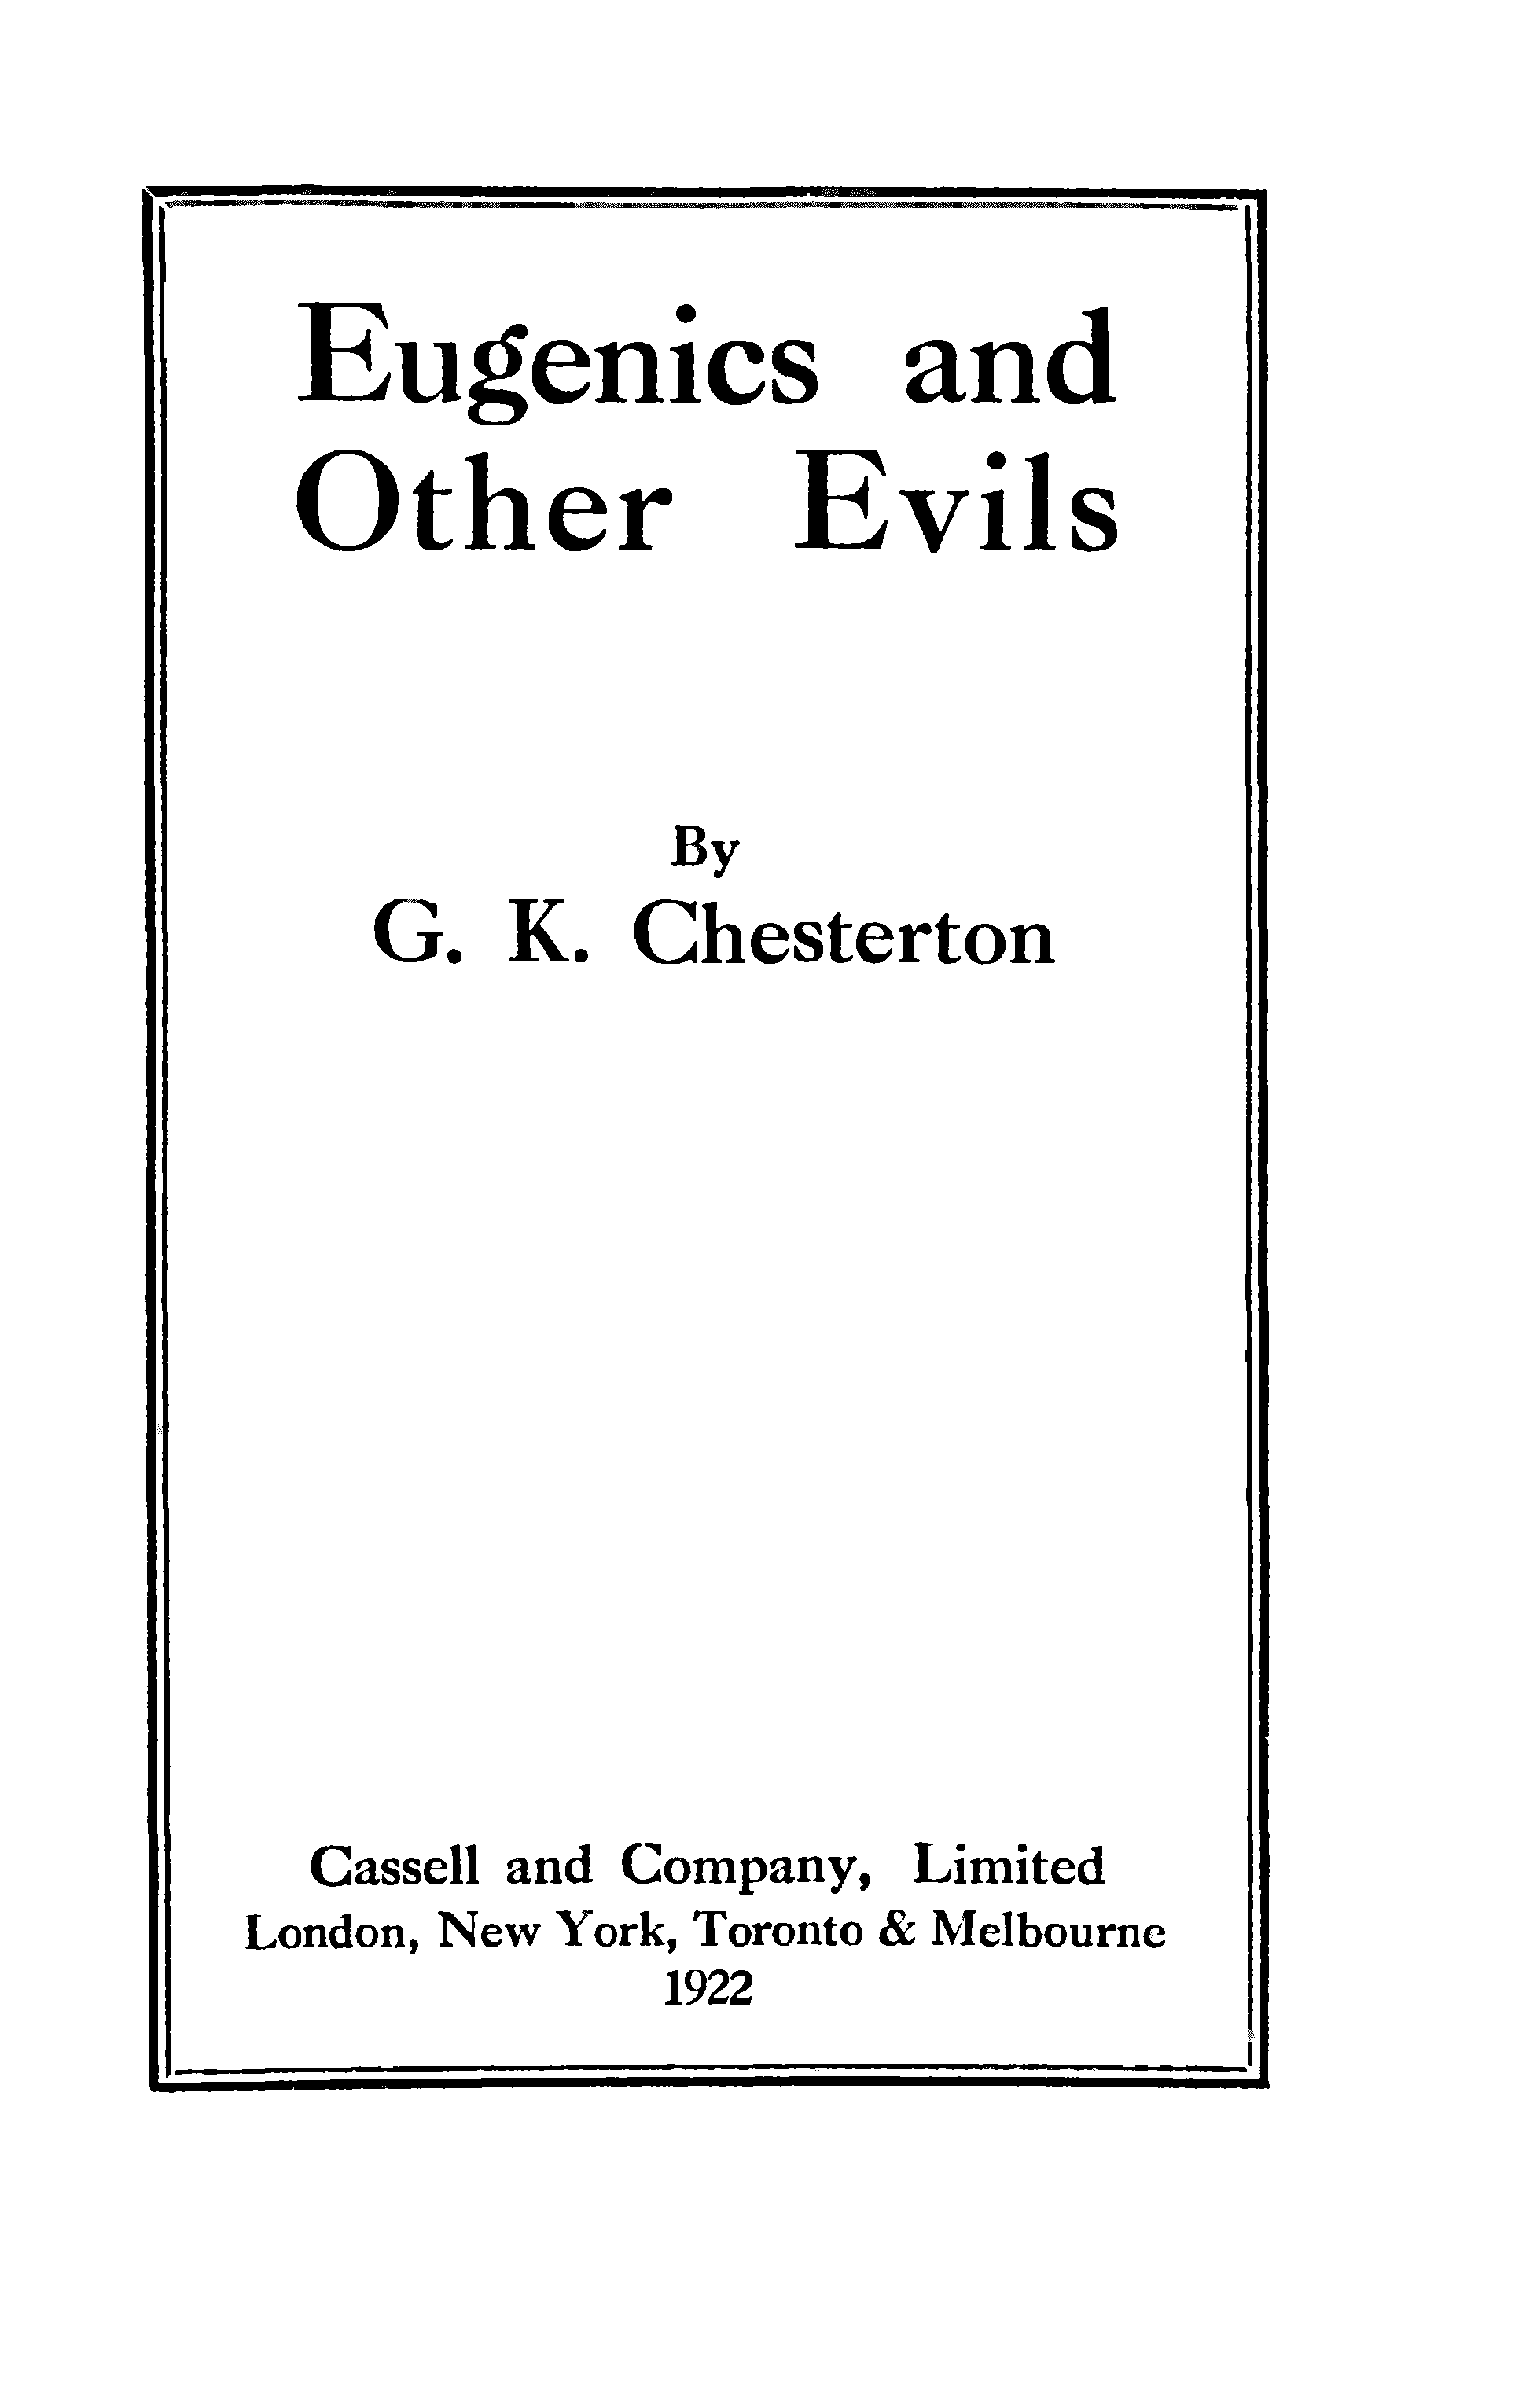 Eugenics and
Other Evils
By
G. K. Chesterton
Cassell and Company, Limited
London, New York, Toronto & Melbourne
1922